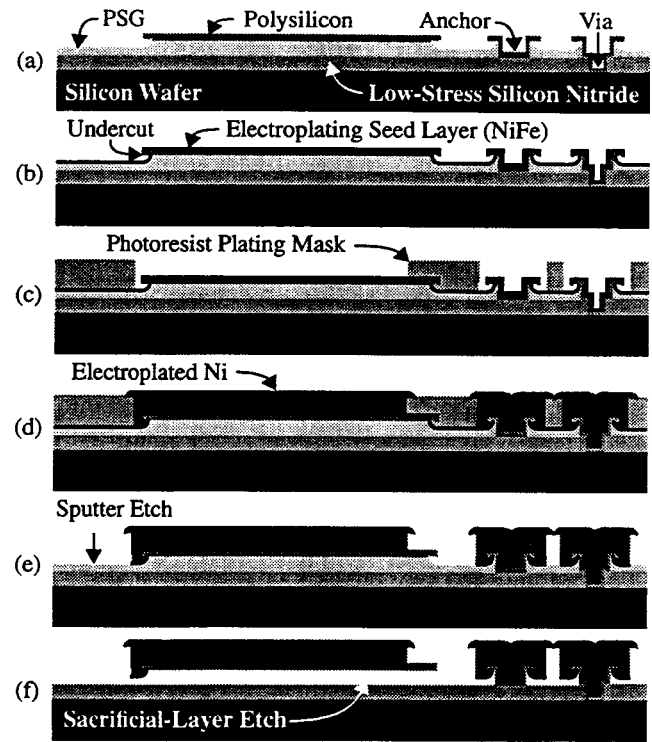 PSG
Polysilicon
Anchor
Via
(a)
Silicon Wafer
Low-Stress Silicon Nitride
Undercut
Electroplating Seed Layer (NiFe)
(b)
Photoresist Plating Mask
(c)
Electroplated Ni
(d)
Sputter Etch
(e)
(f)
Sacrificial-Layer Etch